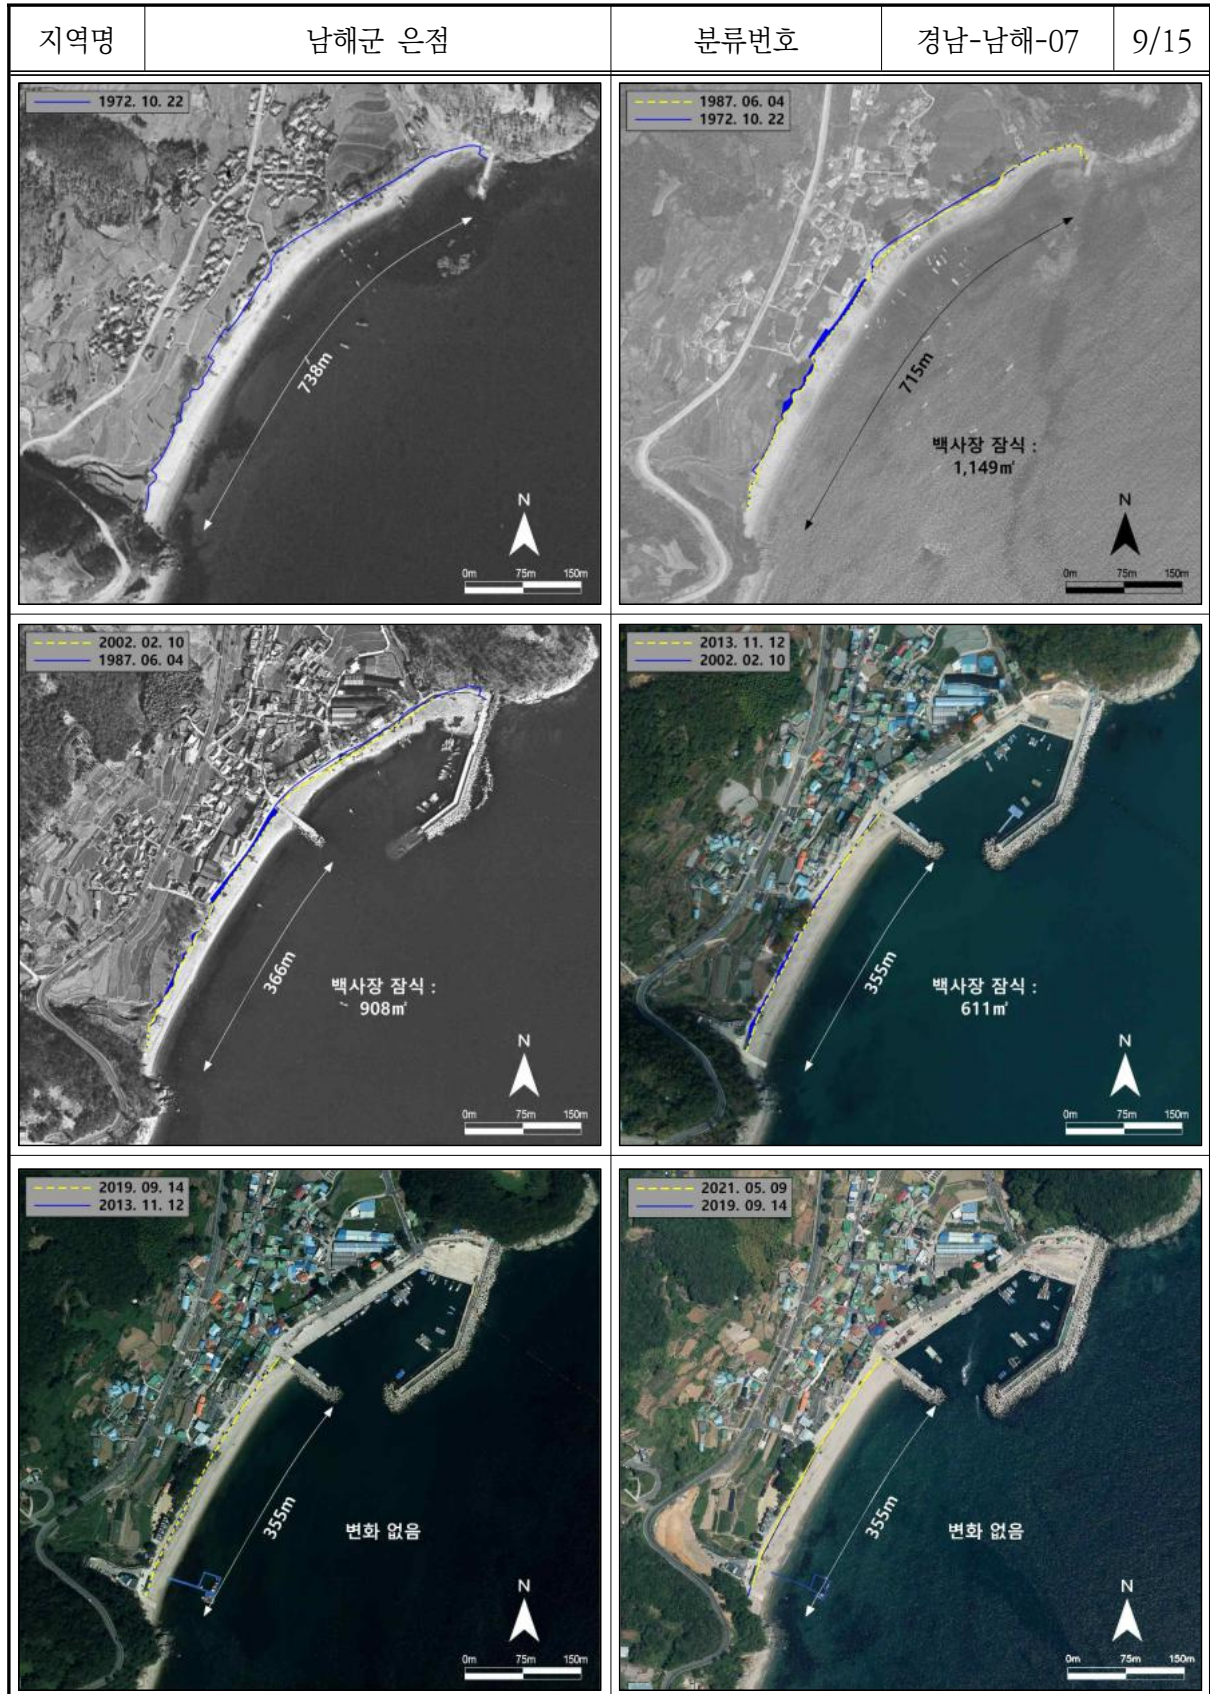 지역명 남해군 은점 분류번호 경남-남해-07 9/15
1972. 10. 22
738m
N
0m 75m 150m
1987. 06. 04
1972. 10. 22
715m
백사장 잠식 :
1,149㎡
N
0m 75m 150m
2002. 02. 10
1987. 06. 04
366m
백사장 잠식 :
908㎡
N
0m 75m 150m
2013. 11. 12
2002. 02. 10
355m
백사장 잠식 :
611㎡
N
0m 75m 150m
2019. 09. 14
2013. 11. 12
355m
변화 없음
N
0m 75m 150m
2021. 05. 09
2019. 09. 14
355m
변화 없음
N
0m 75m 150m